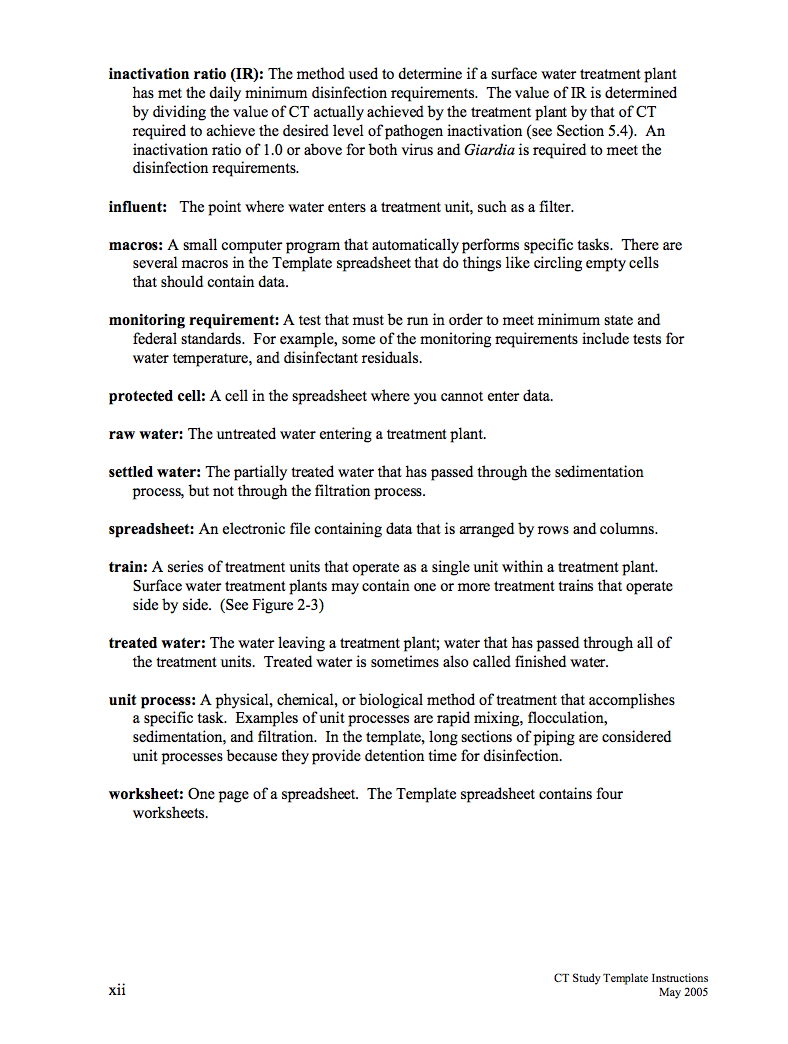 inactivation ratio (IR): The method used to determine if a surface water treatment plant
has met the daily minimum disinfection requirements. The value of IR is determined
by dividing the value of CT actually achieved by the treatment plant by that of CT
required to achieve the desired level of pathogen inactivation (see Section 5.4). An
inactivation ratio of 1.0 or above for both virus and Giardia is required to meet the
disinfection requirements.
influent: The point where water enters a treatment unit, such as a filter.
macros: A small computer program that automatically performs specific tasks. There are
several macros in the Template spreadsheet that do things like circling empty cells
that should contain data.
monitoring requirement: A test that must be run in order to meet minimum state and
federal standards. For example, some of the monitoring requirements include tests for
water temperature, and disinfectant residuals.
protected cell: A cell in the spreadsheet where you cannot enter data.
raw water: The untreated water entering a treatment plant.
settled water: The partially treated water that has passed through the sedimentation
process, but not through the filtration process.
spreadsheet: An electronic file containing data that is arranged by rows and columns.
train: A series of treatment units that operate as a single unit within a treatment plant.
Surface water treatment plants may contain one or more treatment trains that operate
side by side. (See Figure 2-3)
treated water: The water leaving a treatment plant; water that has passed through all of
the treatment units. Treated water is sometimes also called finished water.
unit process: A physical, chemical, or biological method of treatment that accomplishes
a specific task. Examples of unit processes are rapid mixing, flocculation,
sedimentation, and filtration. In the template, long sections of piping are considered
unit processes because they provide detention time for disinfection.
worksheet: One page of a spreadsheet. The Template spreadsheet contains four
worksheets.
CT Study Template Instructions
xii
May 2005